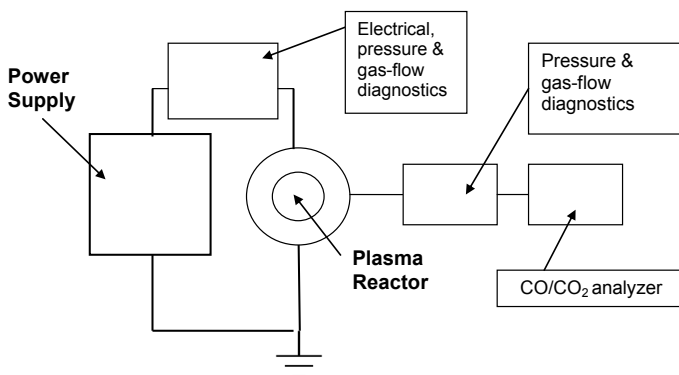 Electrical,
pressure &
gas-flow
diagnostics
Power
Supply
Pressure &
gas-flow
diagnostics
Plasma
Reactor
CO/CO₂ analyzer